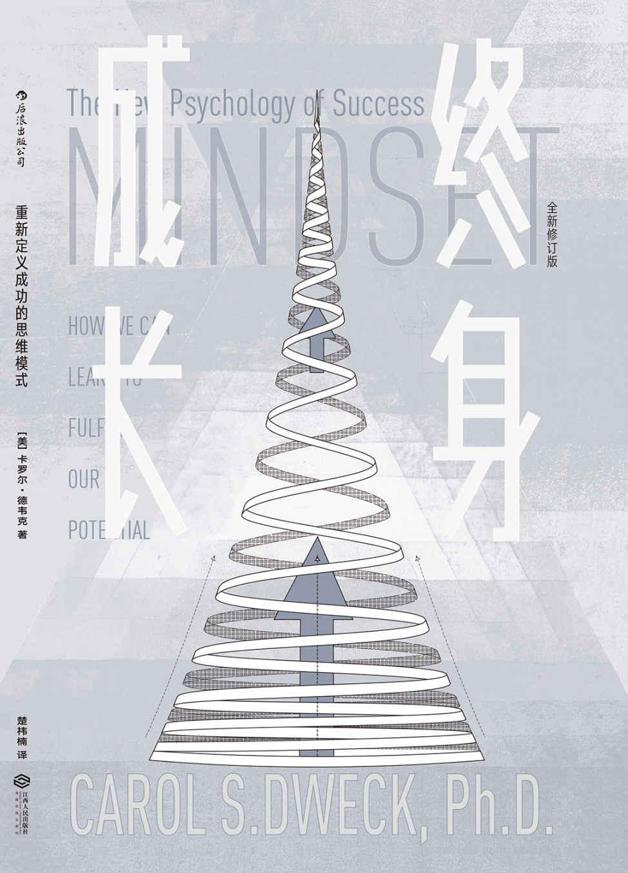 终身
成长
The New Psychology of Success
MINDSET
HOW WE CAN
LEARN TO
FULFILL
OUR
POTENTIAL
全新修订版
后浪出版公司
重新定义成功的思维模式
[美] 卡罗尔·德韦克 著
楚祎楠 译
江西人民出版社
CAROL S.DWECK, Ph.D.